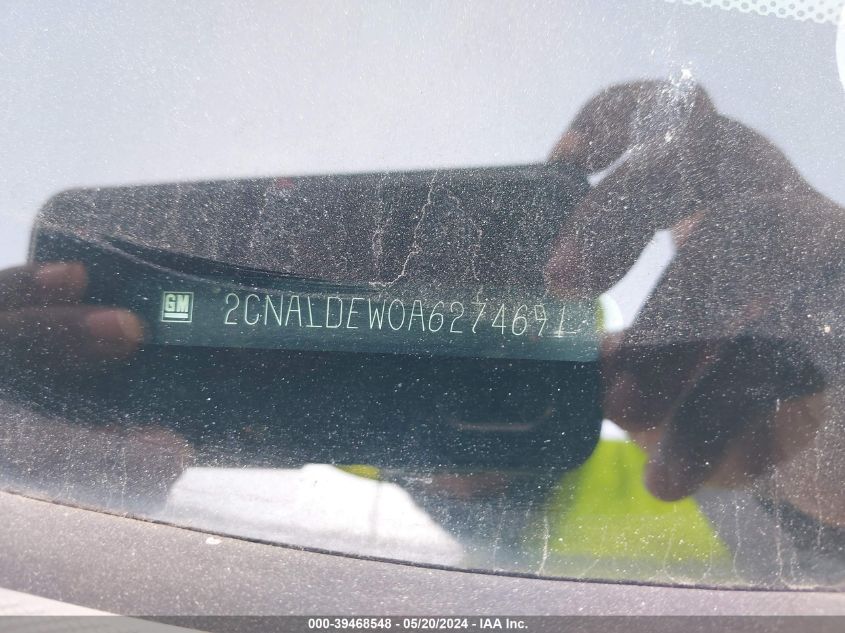 GM 2CNALDEW0A6274691
000-39468548 - 05/20/2024 - IAA Inc.